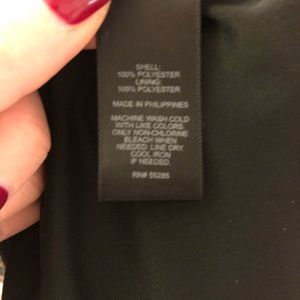 SHELL:
100% POLYESTER
LINING:
100% POLYESTER
MADE IN PHILIPPINES
MACHINE WASH COLD
WITH LIKE COLORS.
ONLY NON-CHLORINE
BLEACH WHEN
NEEDED. LINE DRY.
COOL IRON
IF NEEDED.
RN# 55285